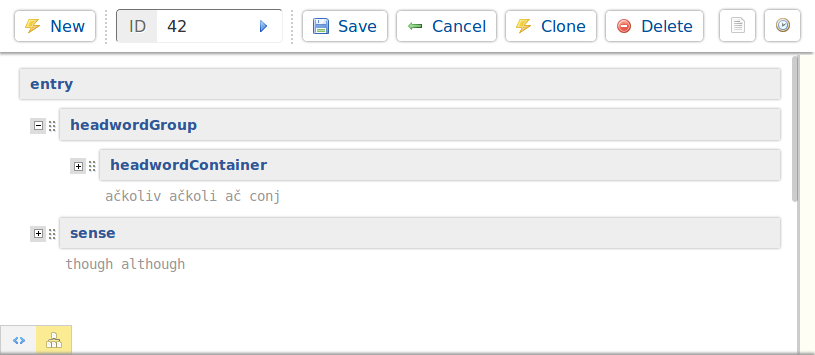 New ID 42 Save Cancel Clone Delete
entry
headwordGroup
headwordContainer
ačkoliv ačkoli ač conj
sense
though although